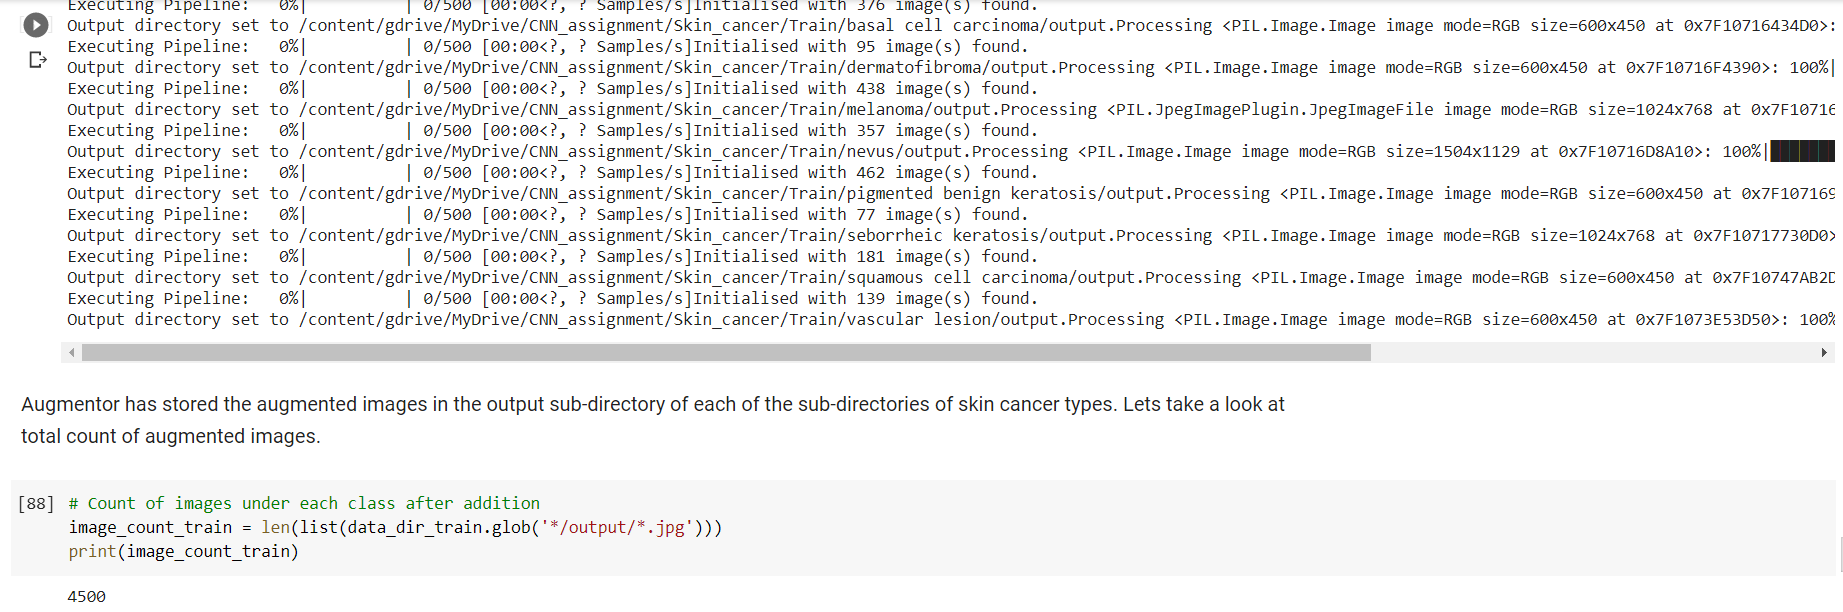 Executing Pipeline:   0%|          | 0/500 [00:00<?, ? Samples/s]Initialised with 376 image(s) found.
Output directory set to /content/gdrive/MyDrive/CNN_assignment/Skin_cancer/Train/basal cell carcinoma/output.Processing <PIL.Image.Image image mode=RGB size=600x450 at 0x7F10716434D0>:
Executing Pipeline:   0%|          | 0/500 [00:00<?, ? Samples/s]Initialised with 95 image(s) found.
Output directory set to /content/gdrive/MyDrive/CNN_assignment/Skin_cancer/Train/dermatofibroma/output.Processing <PIL.Image.Image image mode=RGB size=600x450 at 0x7F10716F4390>: 100%|
Executing Pipeline:   0%|          | 0/500 [00:00<?, ? Samples/s]Initialised with 438 image(s) found.
Output directory set to /content/gdrive/MyDrive/CNN_assignment/Skin_cancer/Train/melanoma/output.Processing <PIL.JpegImagePlugin.JpegImageFile image mode=RGB size=1024x768 at 0x7F10716
Executing Pipeline:   0%|          | 0/500 [00:00<?, ? Samples/s]Initialised with 357 image(s) found.
Output directory set to /content/gdrive/MyDrive/CNN_assignment/Skin_cancer/Train/nevus/output.Processing <PIL.Image.Image image mode=RGB size=1504x1129 at 0x7F10716D8A10>: 100%|
Executing Pipeline:   0%|          | 0/500 [00:00<?, ? Samples/s]Initialised with 462 image(s) found.
Output directory set to /content/gdrive/MyDrive/CNN_assignment/Skin_cancer/Train/pigmented benign keratosis/output.Processing <PIL.Image.Image image mode=RGB size=600x450 at 0x7F107169
Executing Pipeline:   0%|          | 0/500 [00:00<?, ? Samples/s]Initialised with 77 image(s) found.
Output directory set to /content/gdrive/MyDrive/CNN_assignment/Skin_cancer/Train/seborrheic keratosis/output.Processing <PIL.Image.Image image mode=RGB size=1024x768 at 0x7F10717730D0>
Executing Pipeline:   0%|          | 0/500 [00:00<?, ? Samples/s]Initialised with 181 image(s) found.
Output directory set to /content/gdrive/MyDrive/CNN_assignment/Skin_cancer/Train/squamous cell carcinoma/output.Processing <PIL.Image.Image image mode=RGB size=600x450 at 0x7F10747AB2D
Executing Pipeline:   0%|          | 0/500 [00:00<?, ? Samples/s]Initialised with 139 image(s) found.
Output directory set to /content/gdrive/MyDrive/CNN_assignment/Skin_cancer/Train/vascular lesion/output.Processing <PIL.Image.Image image mode=RGB size=600x450 at 0x7F1073E53D50>: 100%
Augmentor has stored the augmented images in the output sub-directory of each of the sub-directories of skin cancer types. Lets take a look at
total count of augmented images.
[88] # Count of images under each class after addition
image_count_train = len(list(data_dir_train.glob('*/output/*.jpg')))
print(image_count_train)
4500